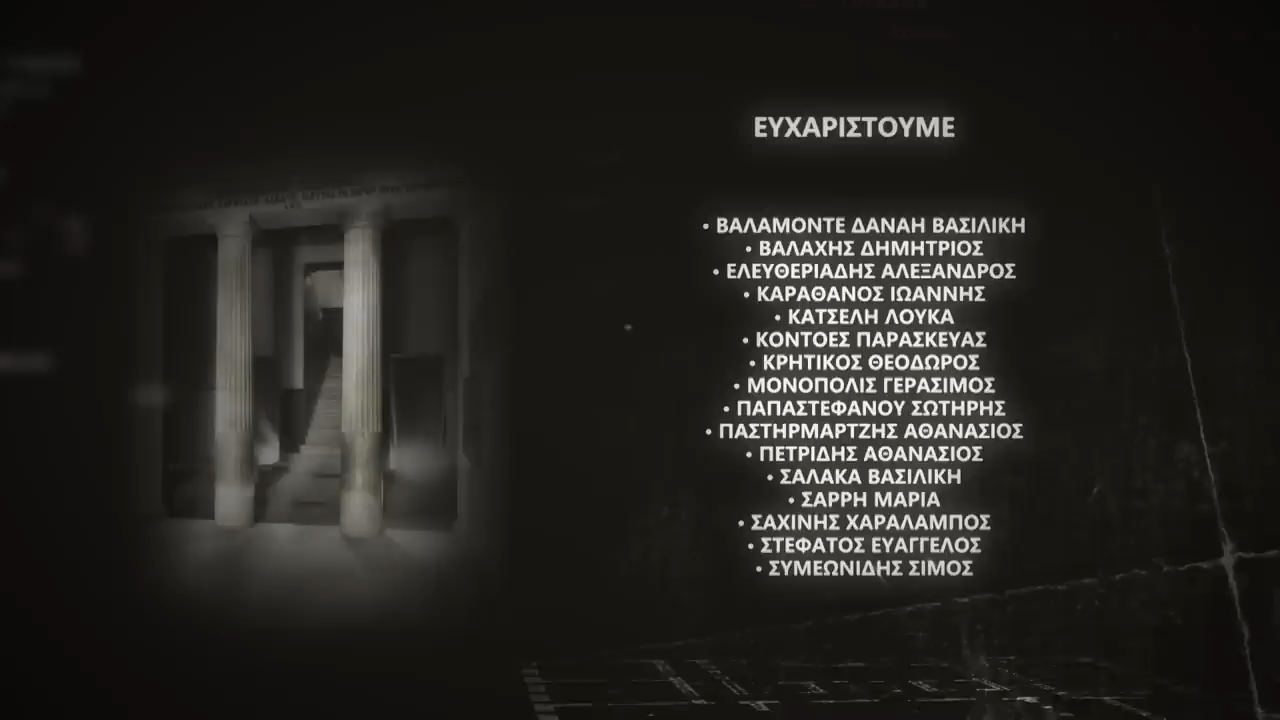 ΕΥΧΑΡΙΣΤΟΥΜΕ
• ΒΑΛΑΜΟΝΤΕ ΔΑΝΑΗ ΒΑΣΙΛΙΚΗ
• ΒΑΛΑΧΗΣ ΔΗΜΗΤΡΙΟΣ
• ΕΛΕΥΘΕΡΙΑΔΗΣ ΑΛΕΞΑΝΔΡΟΣ
• ΚΑΡΑΘΑΝΟΣ ΙΩΑΝΝΗΣ
• ΚΑΤΣΕΛΗ ΛΟΥΚΑ
• ΚΟΝΤΟΕΣ ΠΑΡΑΣΚΕΥΑΣ
• ΚΡΗΤΙΚΟΣ ΘΕΟΔΩΡΟΣ
• ΜΟΝΟΠΟΛΙΣ ΓΕΡΑΣΙΜΟΣ
• ΠΑΠΑΣΤΕΦΑΝΟΥ ΣΩΤΗΡΗΣ
• ΠΑΣΤΗΡΜΑΡΤΖΗΣ ΑΘΑΝΑΣΙΟΣ
• ΠΕΤΡΙΔΗΣ ΑΘΑΝΑΣΙΟΣ
• ΣΑΛΑΚΑ ΒΑΣΙΛΙΚΗ
• ΣΑΡΡΗ ΜΑΡΙΑ
• ΣΑΧΙΝΗΣ ΧΑΡΑΛΑΜΠΟΣ
• ΣΤΕΦΑΤΟΣ ΕΥΑΓΓΕΛΟΣ
• ΣΥΜΕΩΝΙΔΗΣ ΣΙΜΟΣ